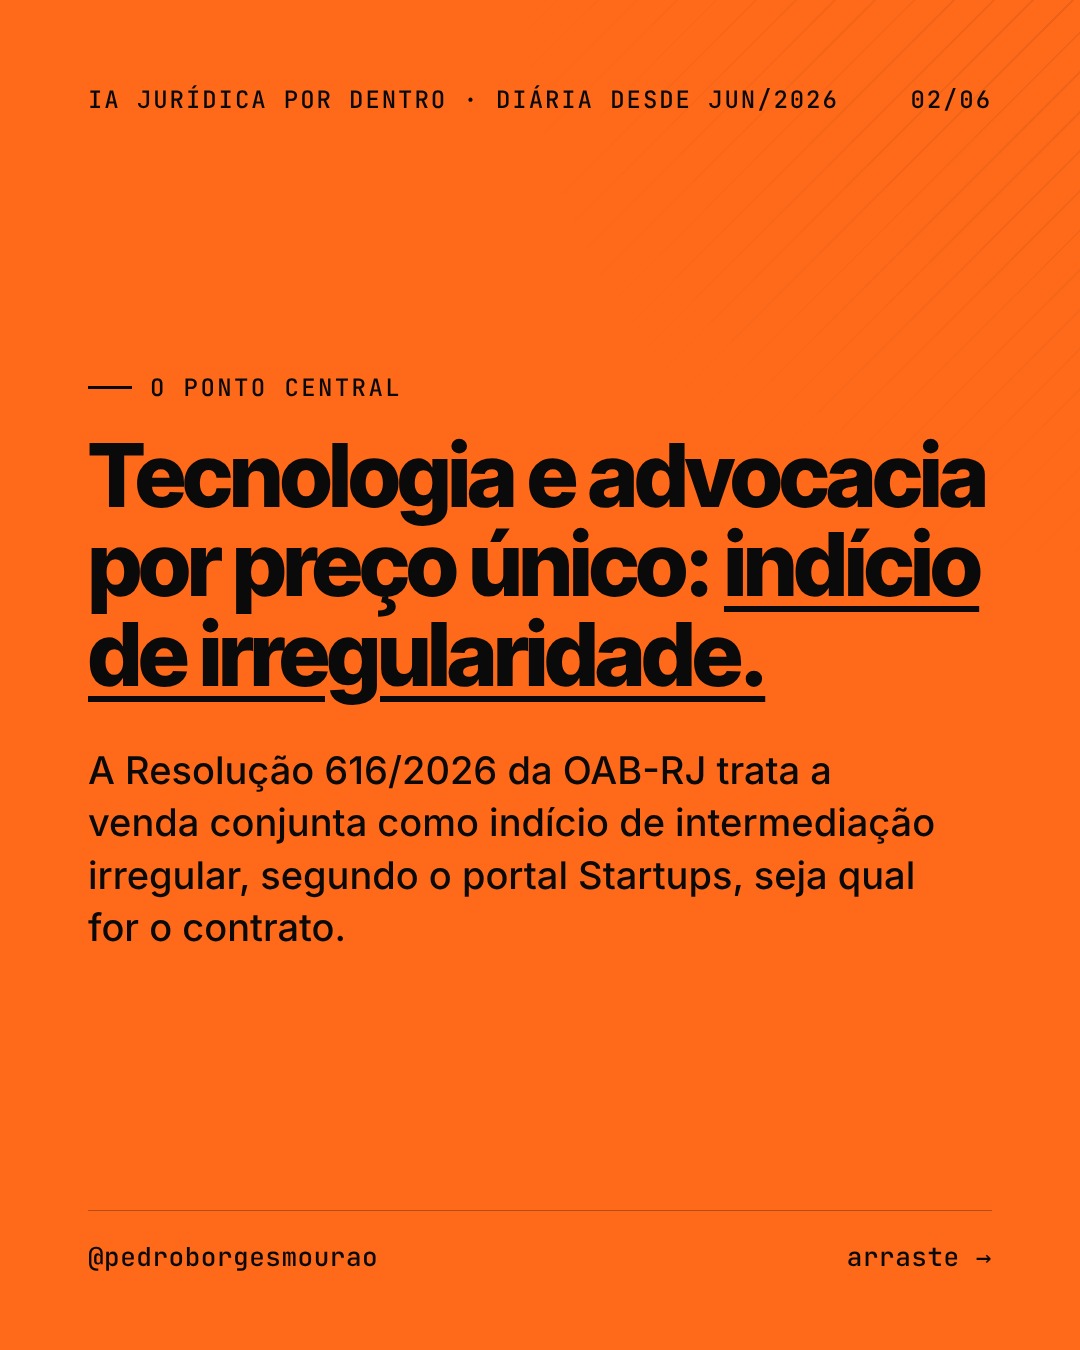 IA JURÍDICA POR DENTRO · DIÁRIA DESDE JUN/2026 02/06
O PONTO CENTRAL
Tecnologia e advocacia
por preço único: indício
de irregularidade.
A Resolução 616/2026 da OAB-RJ trata a
venda conjunta como indício de intermediação
irregular, segundo o portal Startups, seja qual
for o contrato.
@pedroborgesmourao arraste →